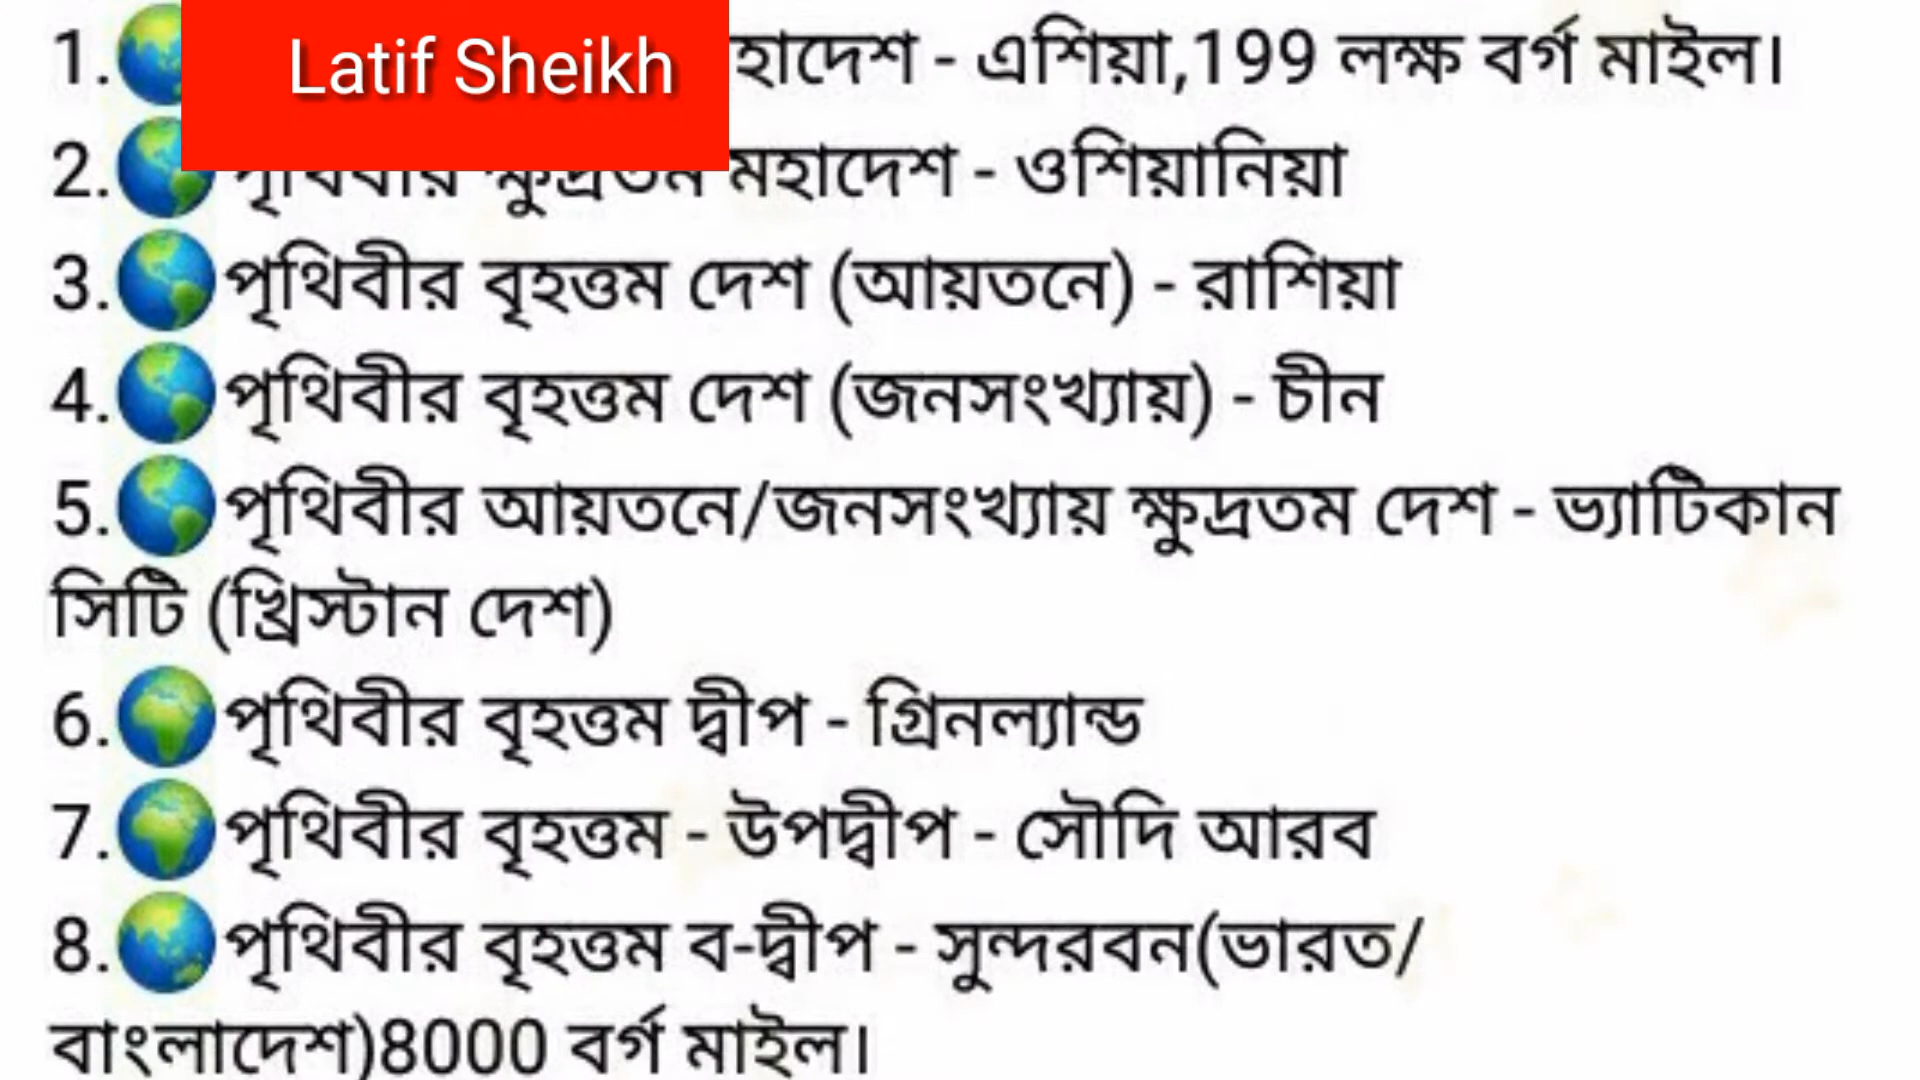 Latif Sheikh
1. হাদেশ - এশিয়া,199 লক্ষ বর্গ মাইল।
2. পৃথিবীর ক্ষুদ্রতম মহাদেশ - ওশিয়ানিয়া
3. পৃথিবীর বৃহত্তম দেশ (আয়তনে) - রাশিয়া
4. পৃথিবীর বৃহত্তম দেশ (জনসংখ্যায়) - চীন
5. পৃথিবীর আয়তনে/জনসংখ্যায় ক্ষুদ্রতম দেশ - ভ্যাটিকান
সিটি (খ্রিস্টান দেশ)
6. পৃথিবীর বৃহত্তম দ্বীপ - গ্রিনল্যান্ড
7. পৃথিবীর বৃহত্তম - উপদ্বীপ - সৌদি আরব
8. পৃথিবীর বৃহত্তম ব-দ্বীপ - সুন্দরবন(ভারত/
বাংলাদেশ)8000 বর্গ মাইল।